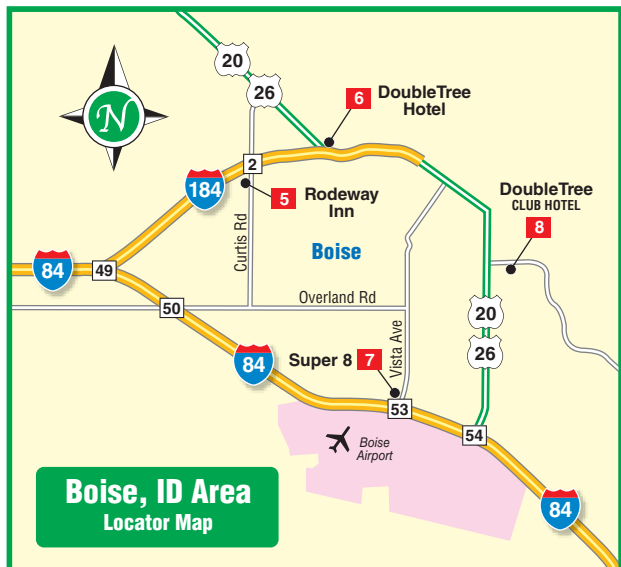 20
26
N
6
DoubleTree
Hotel
2
184
5
Rodeway
Inn
DoubleTree
CLUB HOTEL
8
Curtis Rd
Boise
84
49
Overland Rd
50
20
26
Vista Ave
Super 8
7
84
53
54
Boise
Airport
84
Boise, ID Area
Locator Map